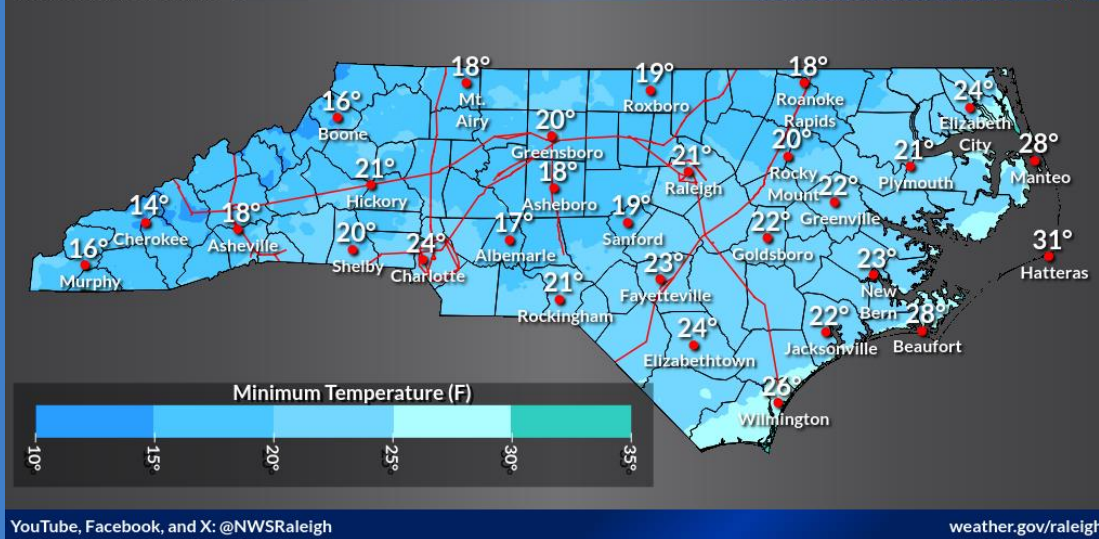 18°
Mt.
Airy
19°
Roxboro
18°
Roanoke
Rapids
24°
Elizabeth
City
16°
Boone
20°
Greensboro
21°
Raleigh
20°
Rocky
Mount
21°
Plymouth
28°
Manteo
21°
Hickory
18°
Asheboro
22°
Greenville
14°
Cherokee
18°
Asheville
17°
Albemarle
19°
Sanford
22°
Goldsboro
31°
Hatteras
16°
Murphy
20°
Shelby
24°
Charlotte
23°
Fayetteville
23°
New
Bern
21°
Rockingham
28°
Beaufort
24°
Elizabethtown
22°
Jacksonville
26°
Wilmington
Minimum Temperature (F)
10°
15°
20°
25°
30°
35°
YouTube, Facebook, and X: @NWSRaleigh
weather.gov/raleigh